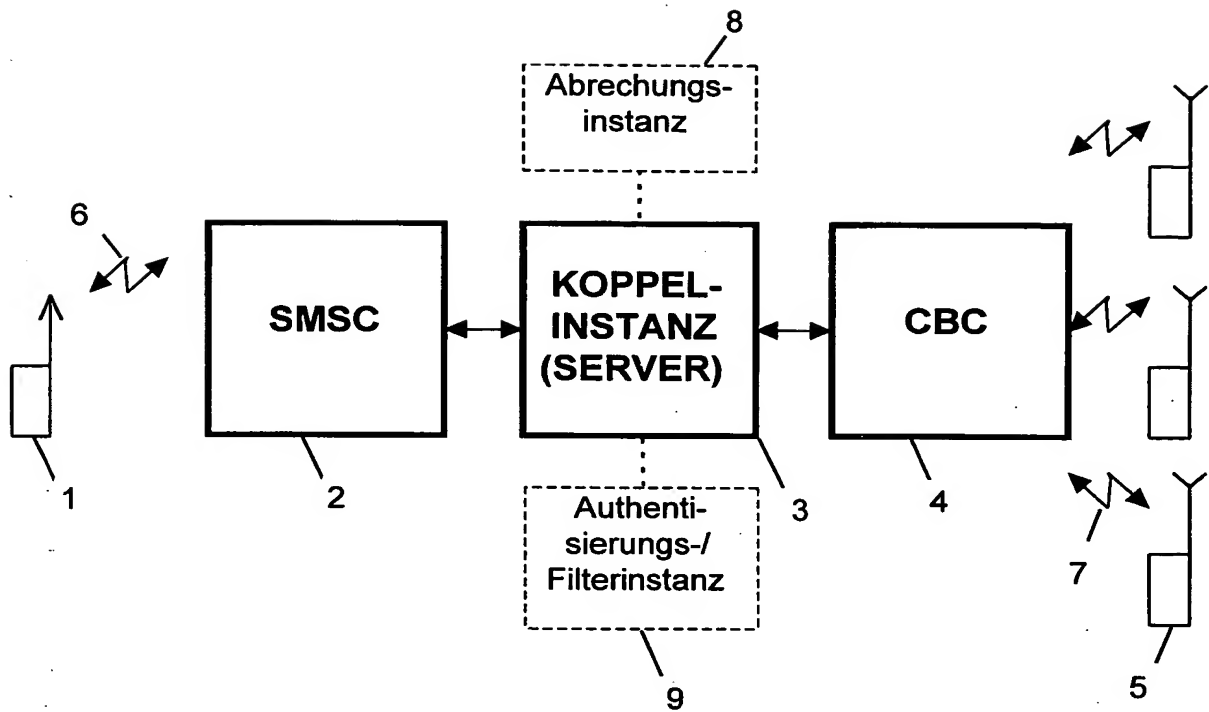 8
Abrechungs-
instanz
6
SMSC
KOPPEL-
INSTANZ
(SERVER)
CBC
1
2
3
4
7
Authenti-
sierungs-/
Filterinstanz
9
5